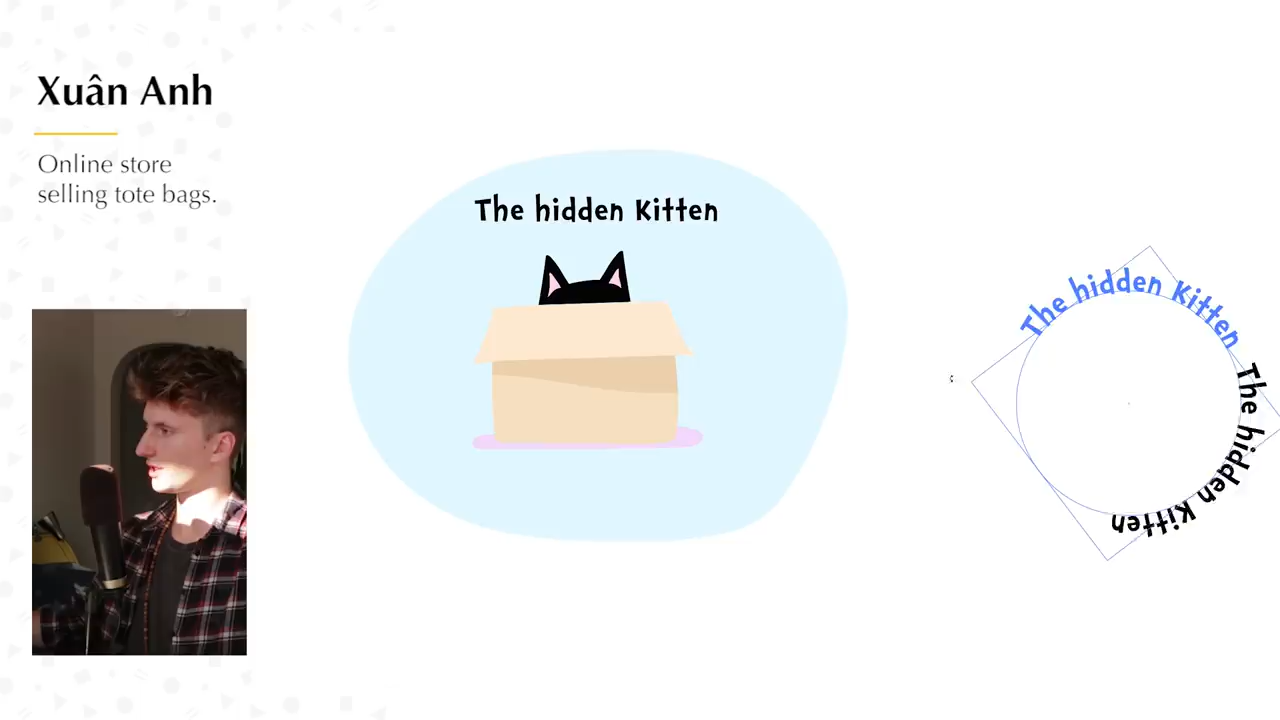 Xuân Anh
Online store
selling tote bags.
The hidden Kitten
The hidden Kitten
The hidden Kitten